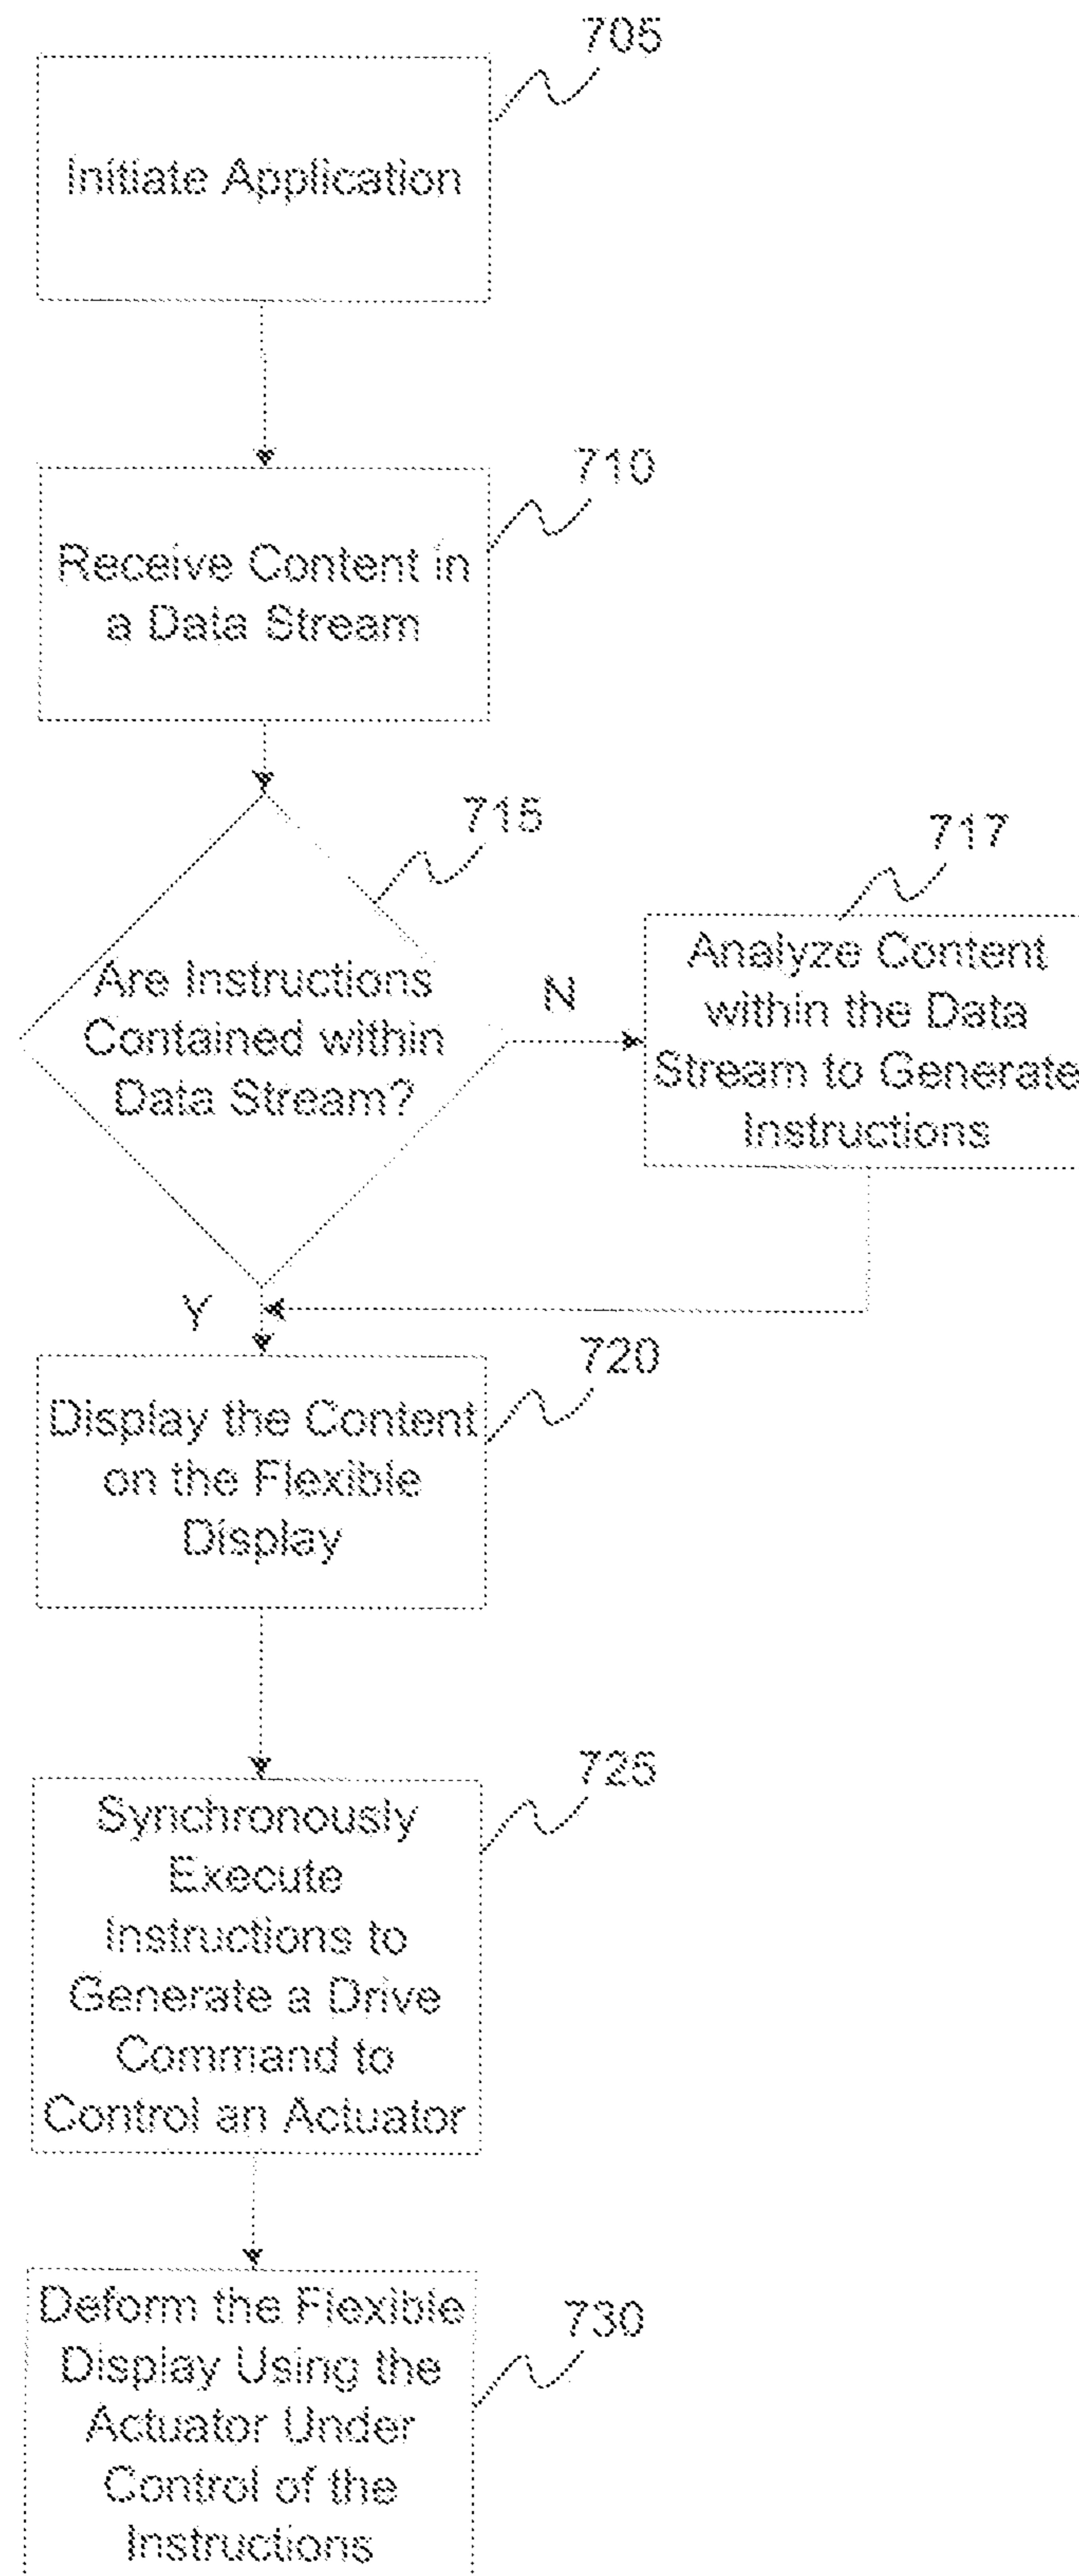 705
Initiate Application
710
Receive Content in
a Data Stream
715
717
Are Instructions
Contained within
Data Stream?
N
Analyze Content
within the Data
Stream to Generate
Instructions
Y
720
Display the Content
on the Flexible
Display
725
Synchronously
Execute
Instructions to
Generate a Drive
Command to
Control an Actuator
730
Deform the Flexible
Display Using the
Actuator Under
Control of the
Instructions